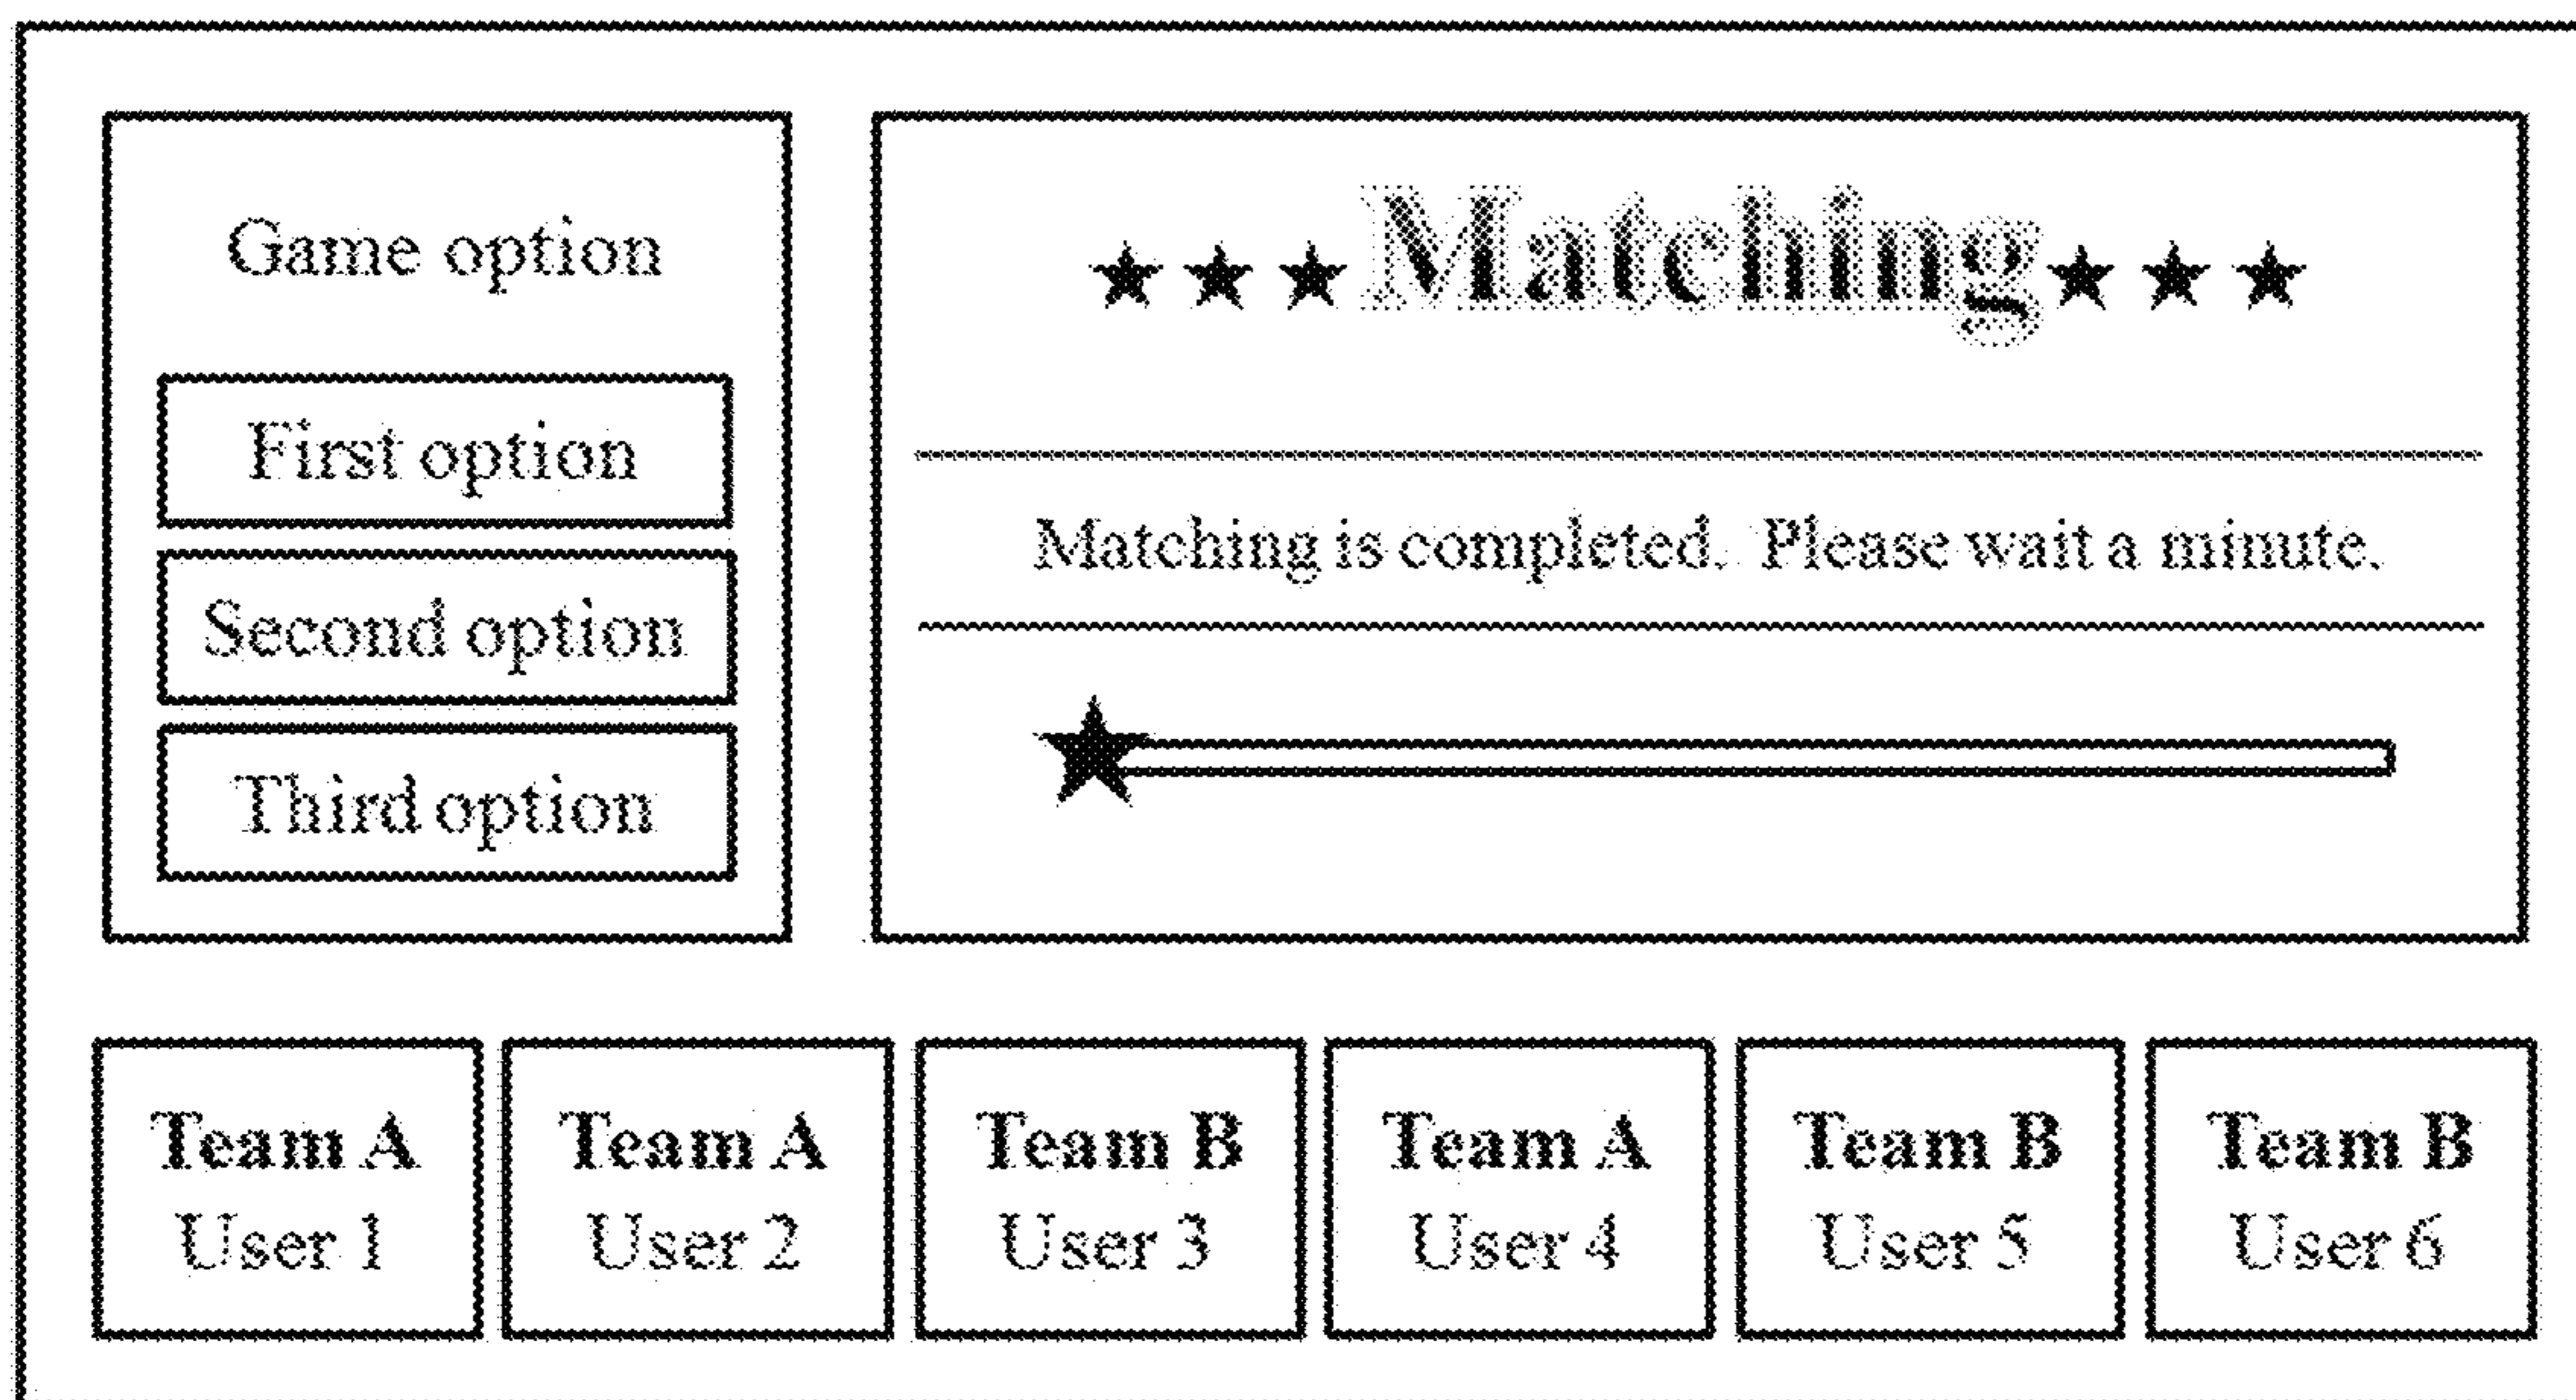 Game option
First option
Second option
Third option
★ ★ ★ Matching ★ ★ ★
Matching is completed. Please wait a minute.
Team A
User 1
Team A
User 2
Team B
User 3
Team A
User 4
Team B
User 5
Team B
User 6